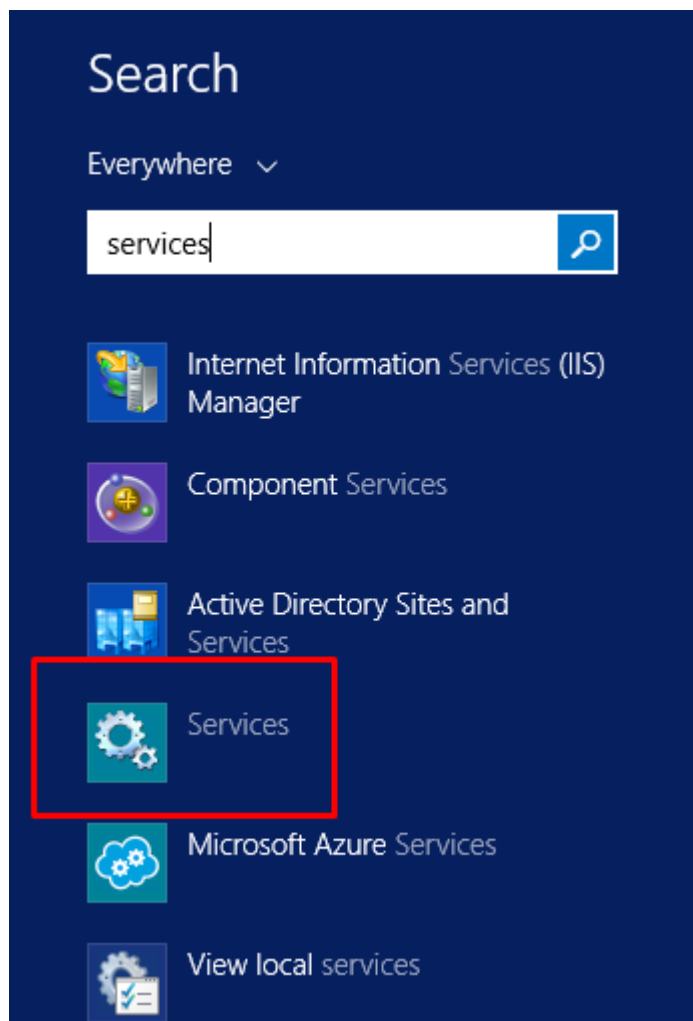 Search
Everywhere
services
Internet Information Services (IIS)
Manager
Component Services
Active Directory Sites and
Services
Services
Microsoft Azure Services
View local services